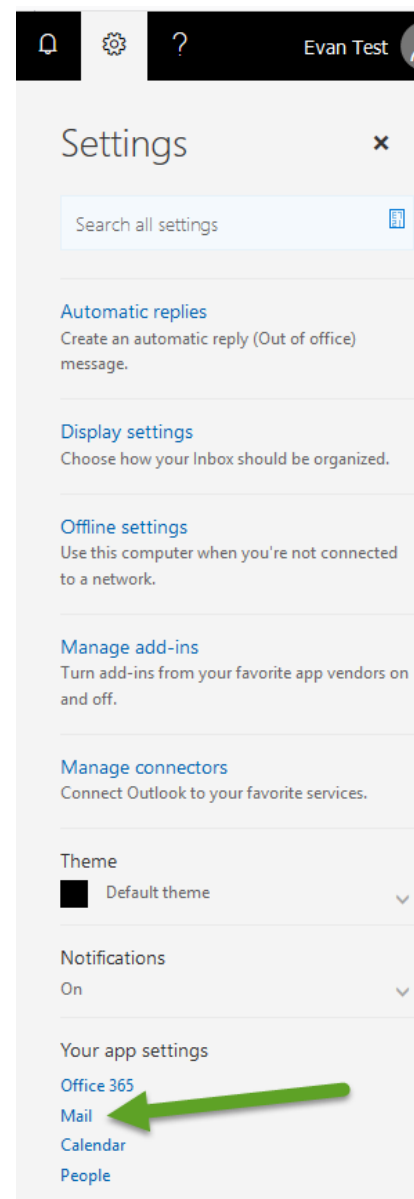 ? Evan Test
Settings
Search all settings
Automatic replies
Create an automatic reply (Out of office)
message.
Display settings
Choose how your Inbox should be organized.
Offline settings
Use this computer when you're not connected
to a network.
Manage add-ins
Turn add-ins from your favorite app vendors on
and off.
Manage connectors
Connect Outlook to your favorite services.
Theme
Default theme
Notifications
On
Your app settings
Office 365
Mail
Calendar
People